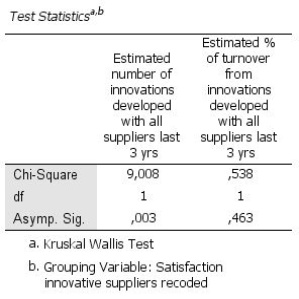 Test Statistics^a,b
Estimated number of innovations developed with all suppliers last 3 yrs | Estimated % of turnover from innovations developed with all suppliers last 3 yrs
Chi-Square 9,008 ,538
df 1 1
Asymp. Sig. ,003 ,463
a. Kruskal Wallis Test
b. Grouping Variable: Satisfaction
innovative suppliers recoded